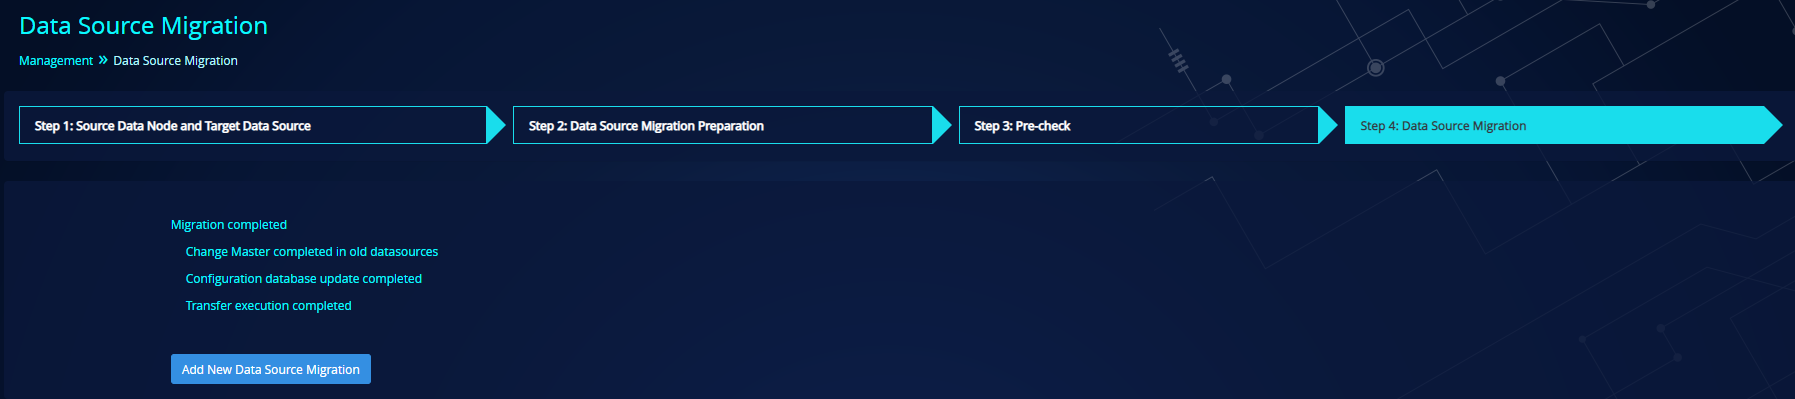 Data Source Migration
Management » Data Source Migration
Step 1: Source Data Node and Target Data Source
Step 2: Data Source Migration Preparation
Step 3: Pre-check
Step 4: Data Source Migration
Migration completed
Change Master completed in old datasources
Configuration database update completed
Transfer execution completed
Add New Data Source Migration